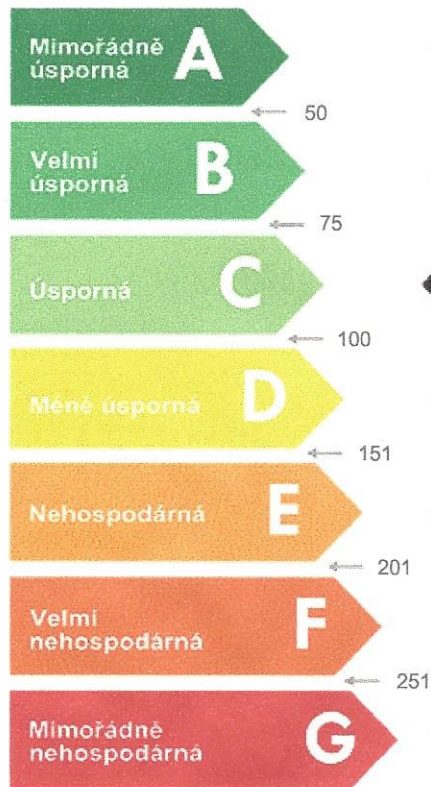 Mimořádně
úsporná
A
50
Velmi
úsporná
B
75
Úsporná
C
100
Méně úsporná
D
151
Nehospodárná
E
201
Velmi
nehospodárná
F
251
Mimořádně
nehospodárná
G